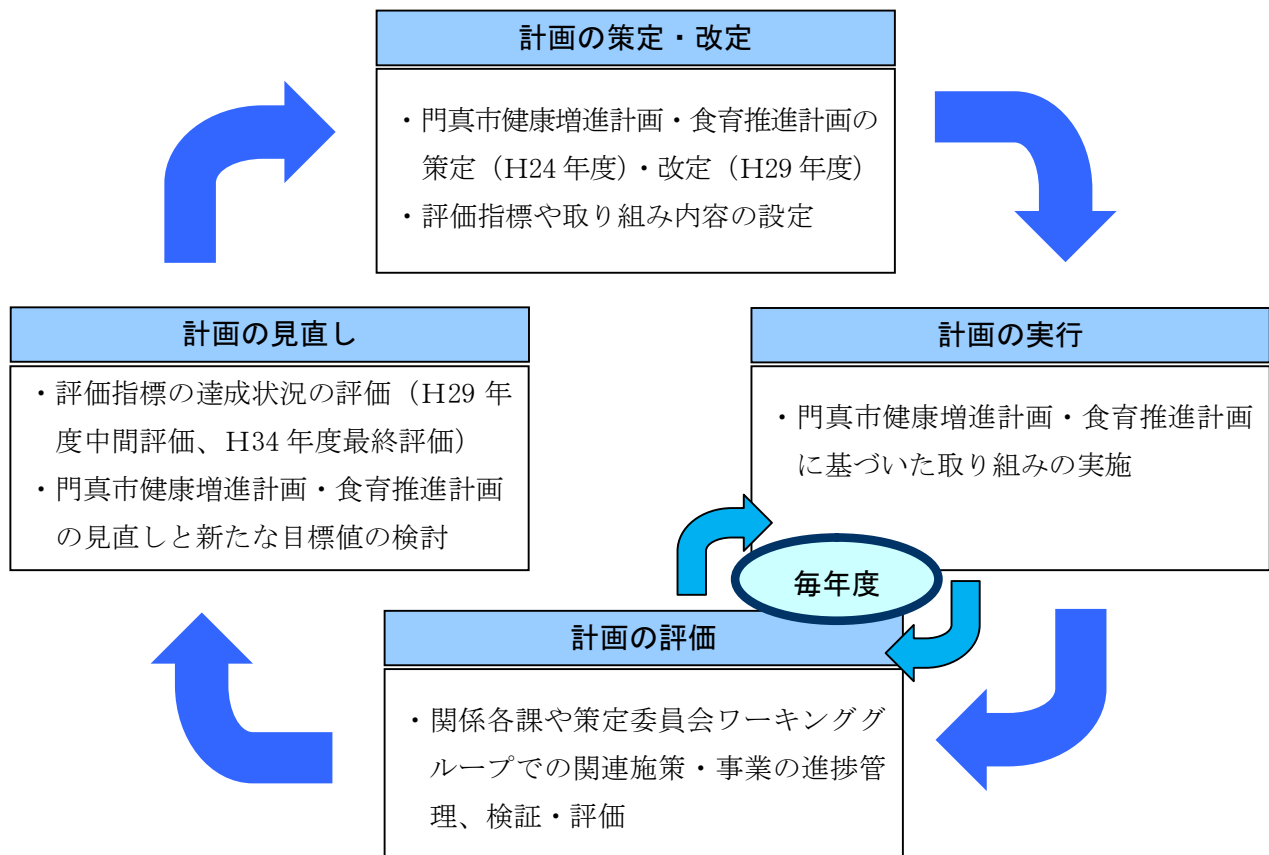 計画の策定・改定
・門真市健康増進計画・食育推進計画の
策定（H24 年度）・改定（H29 年度）
・評価指標や取り組み内容の設定
計画の見直し
・評価指標の達成状況の評価（H29 年
度中間評価、H34 年度最終評価）
・門真市健康増進計画・食育推進計画
の見直しと新たな目標値の検討
計画の実行
・門真市健康増進計画・食育推進計画
に基づいた取り組みの実施
毎年度
計画の評価
・関係各課や策定委員会ワーキンググ
ループでの関連施策・事業の進捗管
理、検証・評価